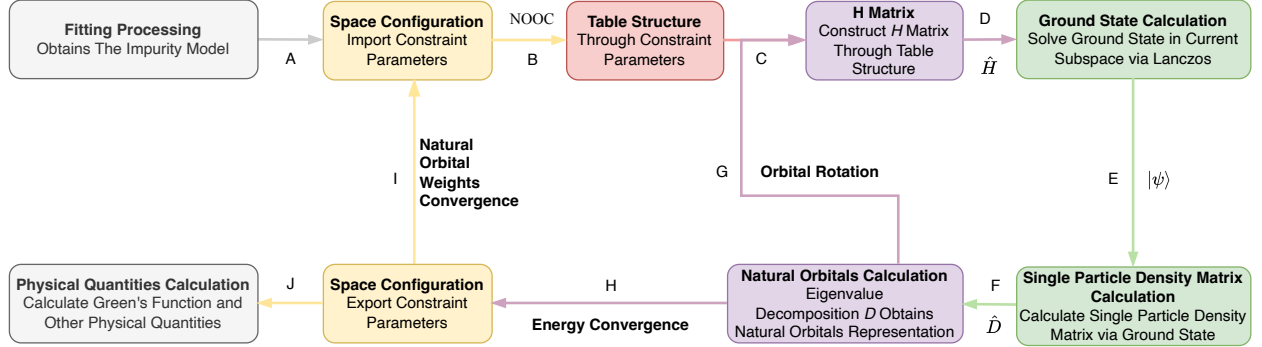 Fitting Processing
Obtains The Impurity Model
A
Space Configuration
Import Constraint
Parameters
NOOC
B
Table Structure
Through Constraint
Parameters
C
H Matrix
Construct H Matrix
Through Table
Structure
D
Ĥ
Ground State Calculation
Solve Ground State in Current
Subspace via Lanczos
E
|ψ⟩
Single Particle Density Matrix
Calculation
Calculate Single Particle Density
Matrix via Ground State
F
D̂
Natural Orbitals Calculation
Eigenvalue
Decomposition D Obtains
Natural Orbitals Representation
G
Orbital Rotation
H
Energy Convergence
Space Configuration
Export Constraint
Parameters
I
Natural
Orbital
Weights
Convergence
J
Physical Quantities Calculation
Calculate Green's Function and
Other Physical Quantities